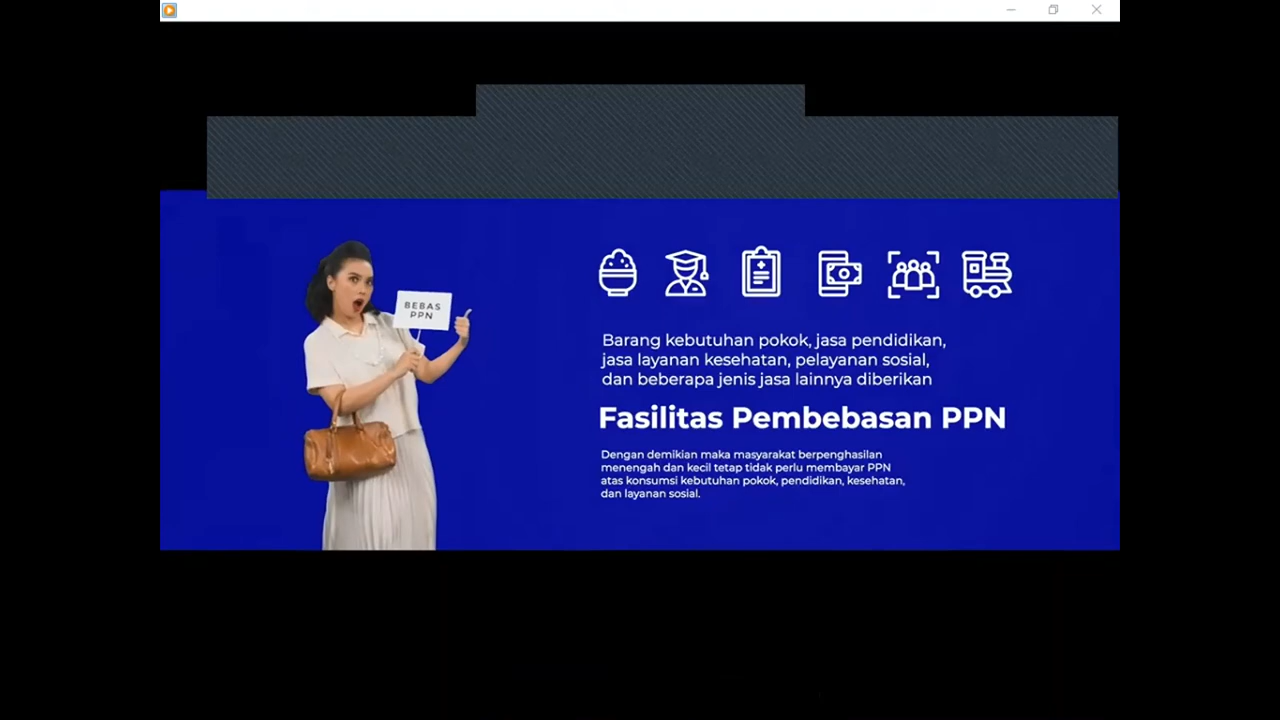 BEBAS
PPN
Barang kebutuhan pokok, jasa pendidikan,
jasa layanan kesehatan, pelayanan sosial,
dan beberapa jenis jasa lainnya diberikan
Fasilitas Pembebasan PPN
Dengan demikian maka masyarakat berpenghasilan
menengah dan kecil tetap tidak perlu membayar PPN
atas konsumsi kebutuhan pokok, pendidikan, kesehatan,
dan layanan sosial.